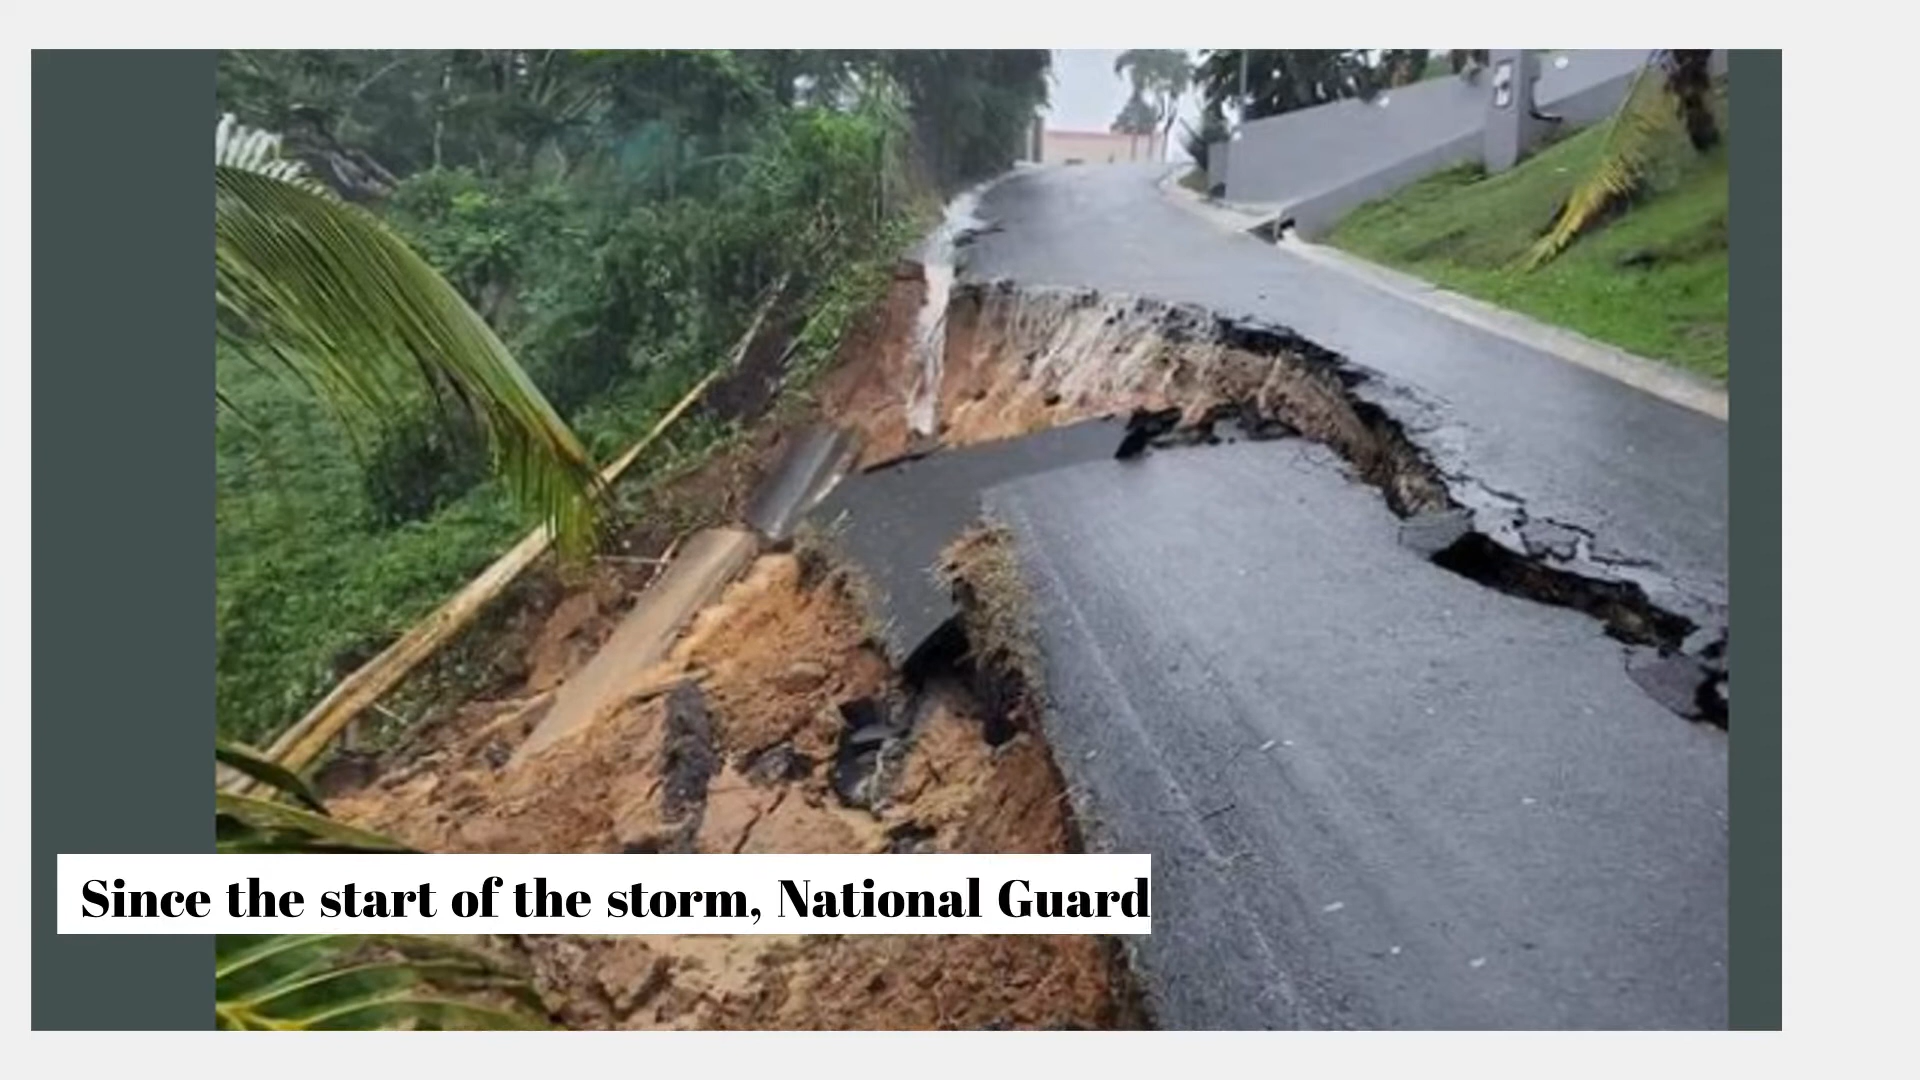 Since the start of the storm, National Guard